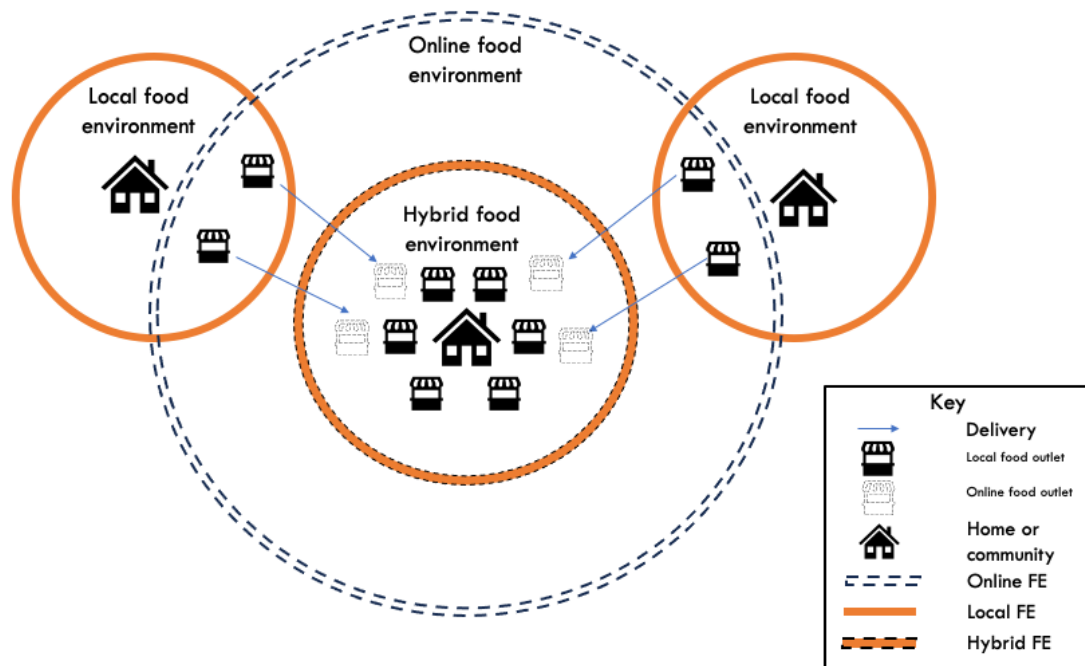 Online food
environment
Local food
environment
Local food
environment
Hybrid food
environment
Key
Delivery
Local food outlet
Online food outlet
Home or
community
Online FE
Local FE
Hybrid FE